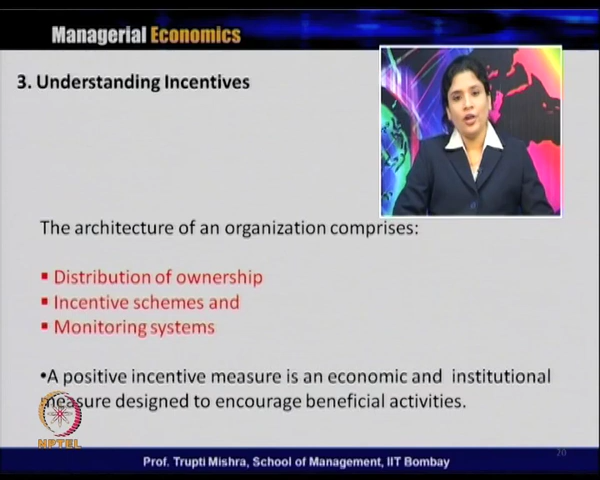 Managerial Economics
3. Understanding Incentives
The architecture of an organization comprises:
▪ Distribution of ownership
▪ Incentive schemes and
▪ Monitoring systems
•A positive incentive measure is an economic and institutional
measure designed to encourage beneficial activities.
NPTEL
20
Prof. Trupti Mishra, School of Management, IIT Bombay